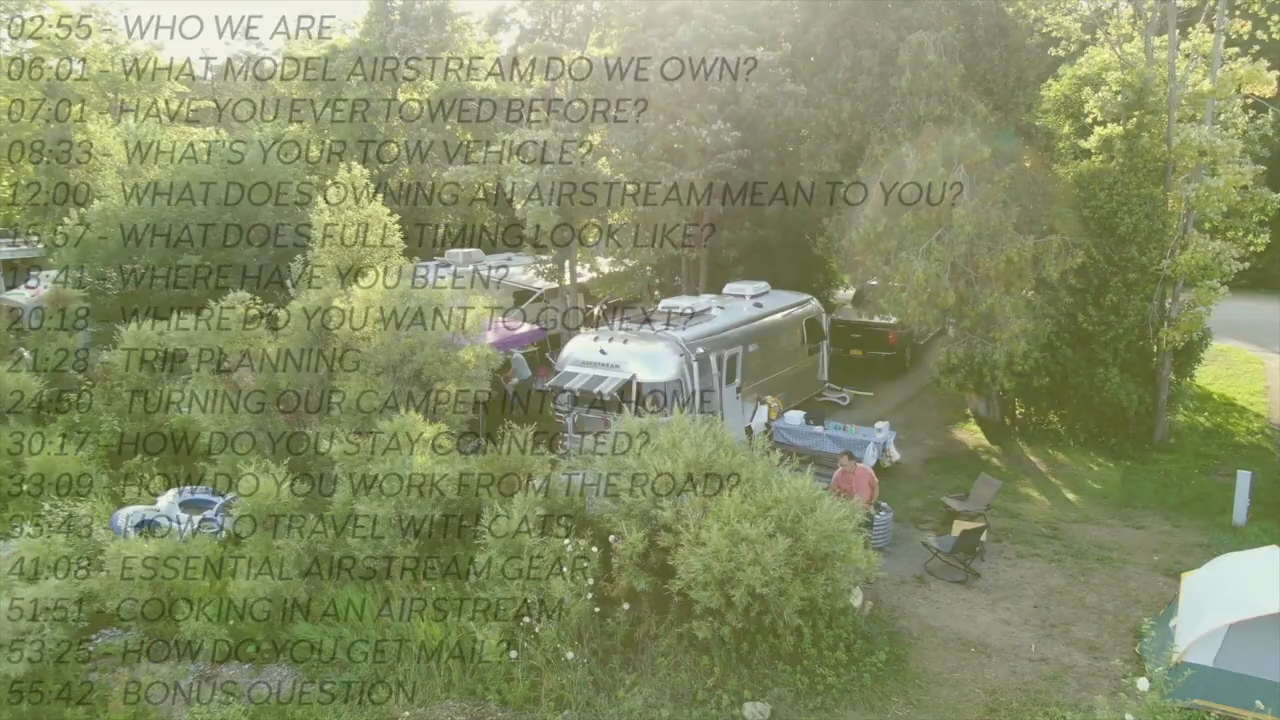 02:55 - WHO WE ARE
06:01 - WHAT MODEL AIRSTREAM DO WE OWN?
07:01 - HAVE YOU EVER TOWED BEFORE?
08:33 - WHAT'S YOUR TOW VEHICLE?
12:00 - WHAT DOES OWNING AN AIRSTREAM MEAN TO YOU?
15:57 - WHAT DOES FULL-TIMING LOOK LIKE?
18:41 - WHERE HAVE YOU BEEN?
20:18 - WHERE DO YOU WANT TO GO NEXT?
21:28 - TRIP PLANNING
AIRSTREAM
24:50 - TURNING OUR CAMPER INTO A HOME
30:17 - HOW DO YOU STAY CONNECTED?
33:09 - HOW DO YOU WORK FROM THE ROAD?
35:43 - HOW TO TRAVEL WITH CATS
41:08 - ESSENTIAL AIRSTREAM GEAR
51:51 - COOKING IN AN AIRSTREAM
53:25 - HOW DO YOU GET MAIL?
55:42 - BONUS QUESTION